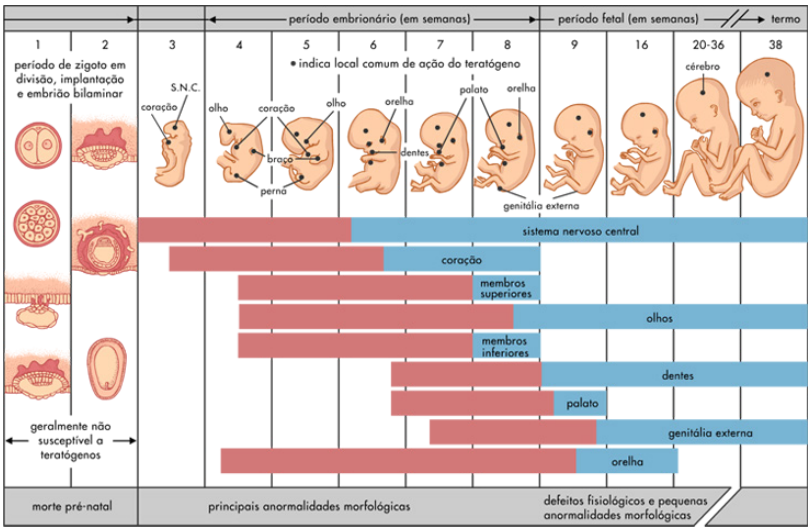 período embrionário (em semanas)
período fetal (em semanas)
termo
1
2
3
4
5
6
7
8
9
16
20-36
38
período de zigoto em
divisão, implantação
e embrião bilaminar
• indica local comum de ação do teratógeno
S.N.C.
coração
olho
coração
olho
orelha
palato
orelha
cérebro
braço
dentes
perna
genitália externa
sistema nervoso central
coração
membros
superiores
olhos
membros
inferiores
dentes
palato
genitália externa
orelha
geralmente não
susceptível a
teratógenos
morte pré-natal
principais anormalidades morfológicas
defeitos fisiológicos e pequenas
anormalidades morfológicas